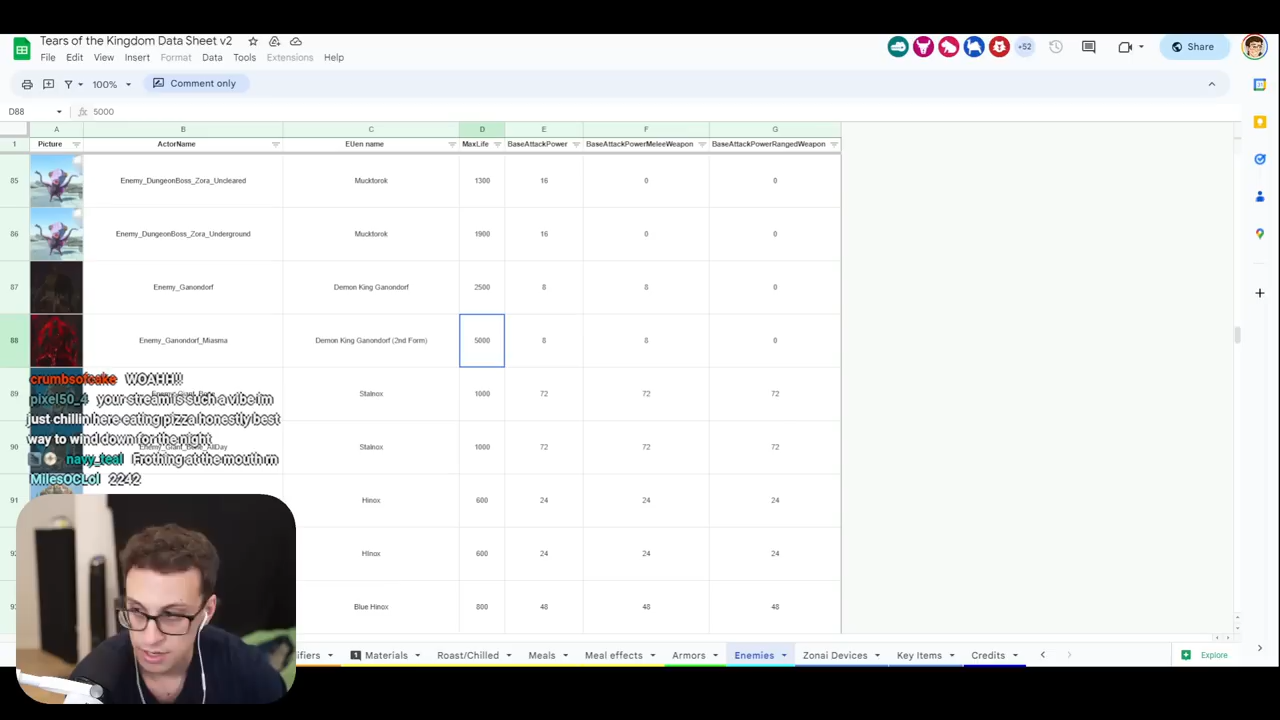 Tears of the Kingdom Data Sheet v2
File Edit View Insert Format Data Tools Extensions Help
+52
Share
100%
Comment only
D88
5000
A B C D E F G
1 Picture ActorName EUen name MaxLife BaseAttackPower BaseAttackPowerMeleeWeapon BaseAttackPowerRangedWeapon
85 Enemy_DungeonBoss_Zora_Uncleared Mucktorok 1300 16 0 0
86 Enemy_DungeonBoss_Zora_Underground Mucktorok 1900 16 0 0
87 Enemy_Ganondorf Demon King Ganondorf 2500 8 8 0
88 Enemy_Ganondorf_Miasma Demon King Ganondorf (2nd Form) 5000 8 8 0
89 Stalnox 1000 72 72 72
90 Stalnox 1000 72 72 72
91 Hinox 600 24 24 24
Hinox 600 24 24 24
Blue Hinox 800 48 48 48
crumbsofcake WOAHH!!
pixel50_4 your stream is such a vibe im
just chillin here eating pizza honestly best
way to wind down for the night
navy_teal Frothing at the mouth rn
MilesOCLol 2242
ifiers 1 Materials Roast/Chilled Meals Meal effects Armors Enemies Zonai Devices Key Items Credits Explore